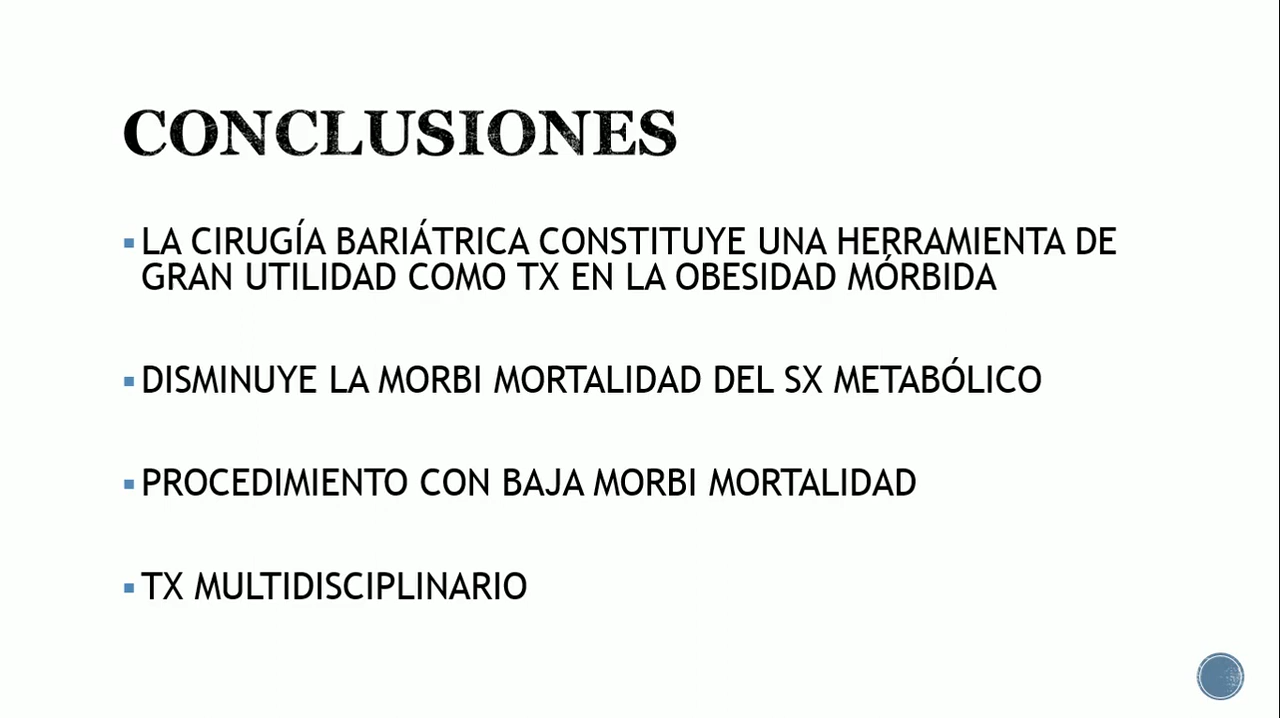 CONCLUSIONES
▪ LA CIRUGÍA BARIÁTRICA CONSTITUYE UNA HERRAMIENTA DE
GRAN UTILIDAD COMO TX EN LA OBESIDAD MÓRBIDA
▪ DISMINUYE LA MORBI MORTALIDAD DEL SX METABÓLICO
▪ PROCEDIMIENTO CON BAJA MORBI MORTALIDAD
▪ TX MULTIDISCIPLINARIO